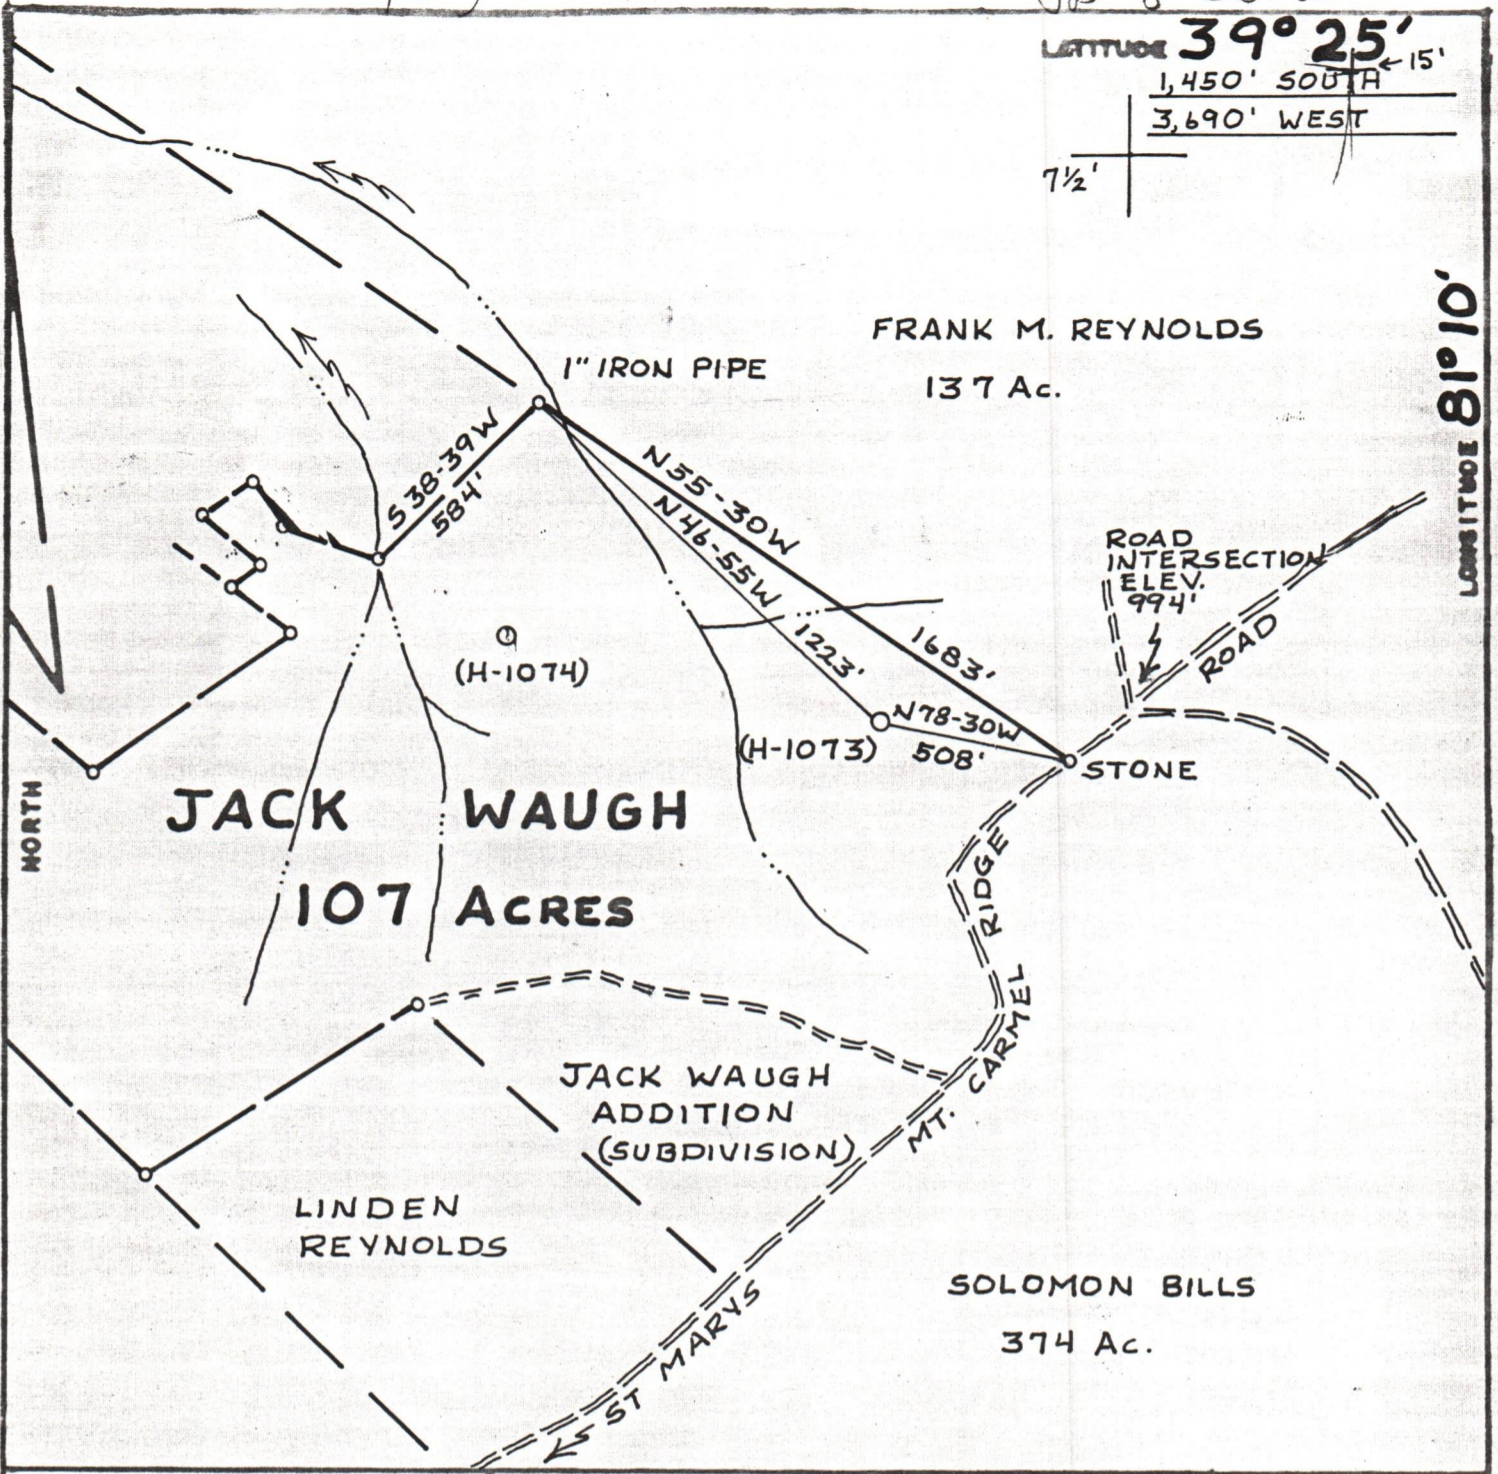 LATITUDE 39° 25'
15'
1,450' SOUTH
3,690' WEST
7½'
LONGITUDE 81° 10'
FRANK M. REYNOLDS
137 Ac.
1" IRON PIPE
S 38-39W
584'
N55-30W
1683'
N46-55W
1223'
ROAD
INTERSECTION
ELEV.
994'
ROAD
(H-1074)
(H-1073)
N78-30W
508
STONE
NORTH
JACK WAUGH
107 ACRES
MT. CARMEL RIDGE
JACK WAUGH
ADDITION
(SUBDIVISION)
LINDEN
REYNOLDS
SOLOMON BILLS
374 Ac.
ST MARYS